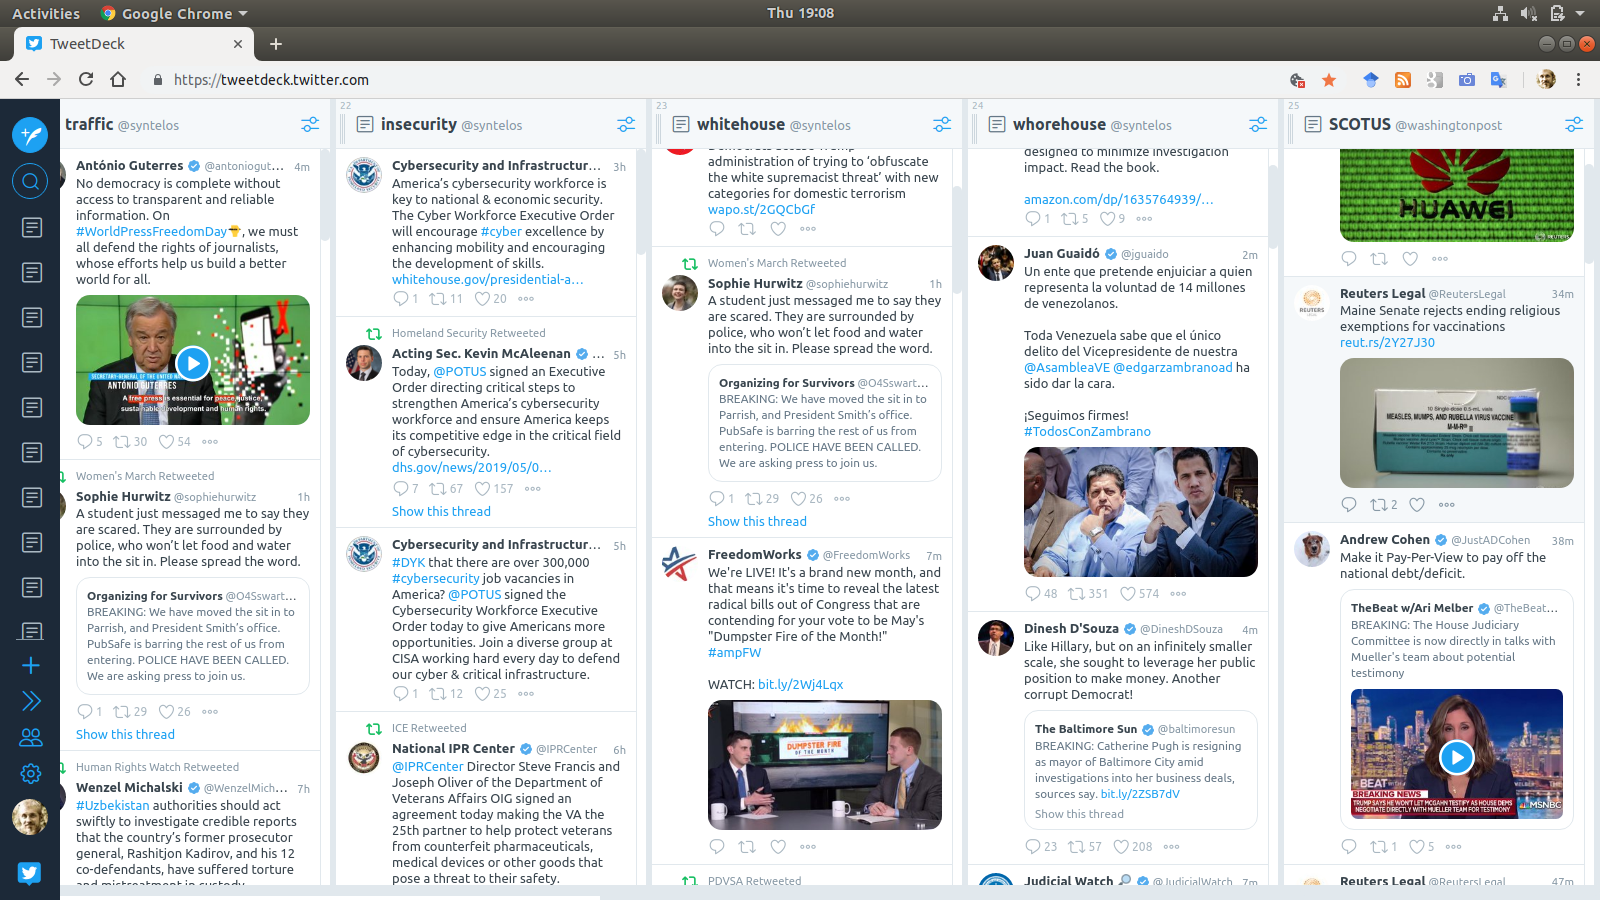 Activities
Google Chrome
Thu 19:08
TweetDeck
https://tweetdeck.twitter.com
traffic @syntelos
António Guterres @antoniogut... 4m
No democracy is complete without
access to transparent and reliable
information. On
#WorldPressFreedomDay, we must
all defend the rights of journalists,
whose efforts help us build a better
world for all.
SECRETARY-GENERAL OF THE UNITED NATIONS
ANTÓNIO GUTERRES
A free press is essential for peace, justice,
sustainable development and human rights.
5 30 54
Women's March Retweeted
Sophie Hurwitz @sophiehurwitz 1h
A student just messaged me to say they
are scared. They are surrounded by
police, who won't let food and water
into the sit in. Please spread the word.
Organizing for Survivors @O4Swart...
BREAKING: We have moved the sit in to
Parrish, and President Smith's office.
PubSafe is barring the rest of us from
entering. POLICE HAVE BEEN CALLED.
We are asking press to join us.
1 29 26
Show this thread
Human Rights Watch Retweeted
Wenzel Michalski @WenzelMich... 7h
#Uzbekistan authorities should act
swiftly to investigate credible reports
that the country's former prosecutor
general, Rashitjon Kadirov, and his 12
co-defendants, have suffered torture
and mistreatment in custody
22
insecurity @syntelos
Cybersecurity and Infrastructur... 3h
America's cybersecurity workforce is
key to national & economic security.
The Cyber Workforce Executive Order
will encourage #cyber excellence by
enhancing mobility and encouraging
the development of skills.
whitehouse.gov/presidential-a...
1 11 20
Homeland Security Retweeted
Acting Sec. Kevin McAleenan ... 5h
Today, @POTUS signed an Executive
Order directing critical steps to
strengthen America's cybersecurity
workforce and ensure America keeps
its competitive edge in the critical field
of cybersecurity.
dhs.gov/news/2019/05/0...
7 67 157
Show this thread
Cybersecurity and Infrastructur... 5h
#DYK that there are over 300,000
#cybersecurity job vacancies in
America? @POTUS signed the
Cybersecurity Workforce Executive
Order today to give Americans more
opportunities. Join a diverse group at
CISA working hard every day to defend
our cyber & critical infrastructure.
1 12 25
ICE Retweeted
National IPR Center @IPRCenter 6h
@IPRCenter Director Steve Francis and
Joseph Oliver of the Department of
Veterans Affairs OIG signed an
agreement today making the VA the
25th partner to help protect veterans
from counterfeit pharmaceuticals,
medical devices or other goods that
pose a threat to their safety.
23
whitehouse @syntelos
administration of trying to 'obfuscate
the white supremacist threat' with new
categories for domestic terrorism
wapo.st/2GQCbGf
Women's March Retweeted
Sophie Hurwitz @sophiehurwitz 1h
A student just messaged me to say they
are scared. They are surrounded by
police, who won't let food and water
into the sit in. Please spread the word.
Organizing for Survivors @O4Swart...
BREAKING: We have moved the sit in to
Parrish, and President Smith's office.
PubSafe is barring the rest of us from
entering. POLICE HAVE BEEN CALLED.
We are asking press to join us.
1 29 26
Show this thread
FreedomWorks @FreedomWorks 7m
We're LIVE! It's a brand new month, and
that means it's time to reveal the latest
radical bills out of Congress that are
contending for your vote to be May's
"Dumpster Fire of the Month!"
#ampFW
WATCH: bit.ly/2Wj4Lqx
DUMPSTER FIRE
OF THE MONTH
PDVSA Retweeted
24
whorehouse @syntelos
designed to minimize investigation
impact. Read the book.
amazon.com/dp/1635764939/...
1 5 9
Juan Guaidó @jguaido 2m
Un ente que pretende enjuiciar a quien
representa la voluntad de 14 millones
de venezolanos.
Toda Venezuela sabe que el único
delito del Vicepresidente de nuestra
@AsambleaVE @edgarzambranoad ha
sido dar la cara.
¡Seguimos firmes!
#TodosConZambrano
48 351 574
Dinesh D'Souza @DineshDSouza 4m
Like Hillary, but on an infinitely smaller
scale, she sought to leverage her public
position to make money. Another
corrupt Democrat!
The Baltimore Sun @baltimoresun
BREAKING: Catherine Pugh is resigning
as mayor of Baltimore City amid
investigations into her business deals,
sources say. bit.ly/2ZSB7dV
Show this thread
23 57 208
Judicial Watch @JudicialWatch 7m
25
SCOTUS @washingtonpost
HUAWEI
REUTERS
Reuters Legal @ReutersLegal 34m
REUTERS
Maine Senate rejects ending religious
exemptions for vaccinations
reut.rs/2Y27J30
10 Single-dose 0.5 mL vials
MEASLES, MUMPS, AND RUBELLA VIRUS VACCINE
M-M-R II
2
Andrew Cohen @JustADCohen 38m
Make it Pay-Per-View to pay off the
national debt/deficit.
TheBeat w/Ari Melber @TheBeat...
BREAKING: The House Judiciary
Committee is now directly in talks with
Mueller's team about potential
testimony
BEAT
BREAKING NEWS
TRUMP SAYS HE WON'T LET MCGAHN TESTIFY AS HOUSE DEMS
NEGOTIATE DIRECTLY WITH MUELLER TEAM FOR TESTIMONY
MSNBC
1 5
Reuters Legal @ReutersLegal 47m